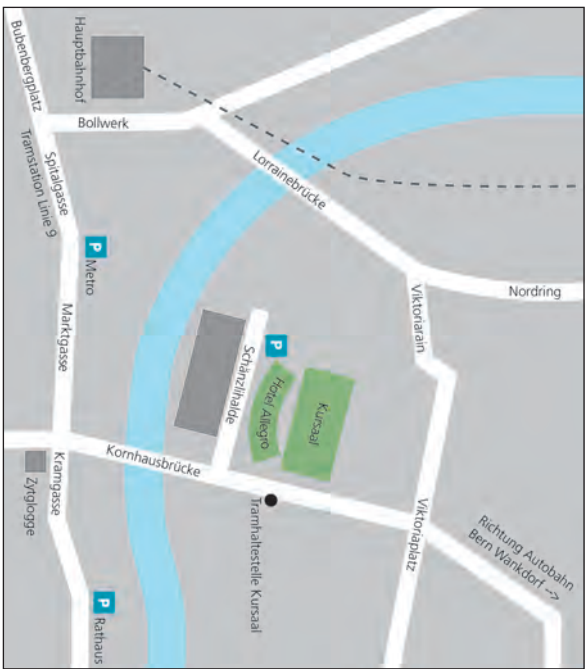 Bubenbergplatz
Hauptbahnhof
Bollwerk
Spitalgasse
Tramstation Linie 9
Lorrainebrücke
Nordring
P
Metro
Viktoriarain
Marktgasse
P
Schänzlihalde
Hotel Allegro
Kursaal
Kornhausbrücke
Kramgasse
Zytglogge
Tramhaltestelle Kursaal
Viktoriaplatz
Richtung Autobahn
Bern Wankdorf -->
P
Rathaus